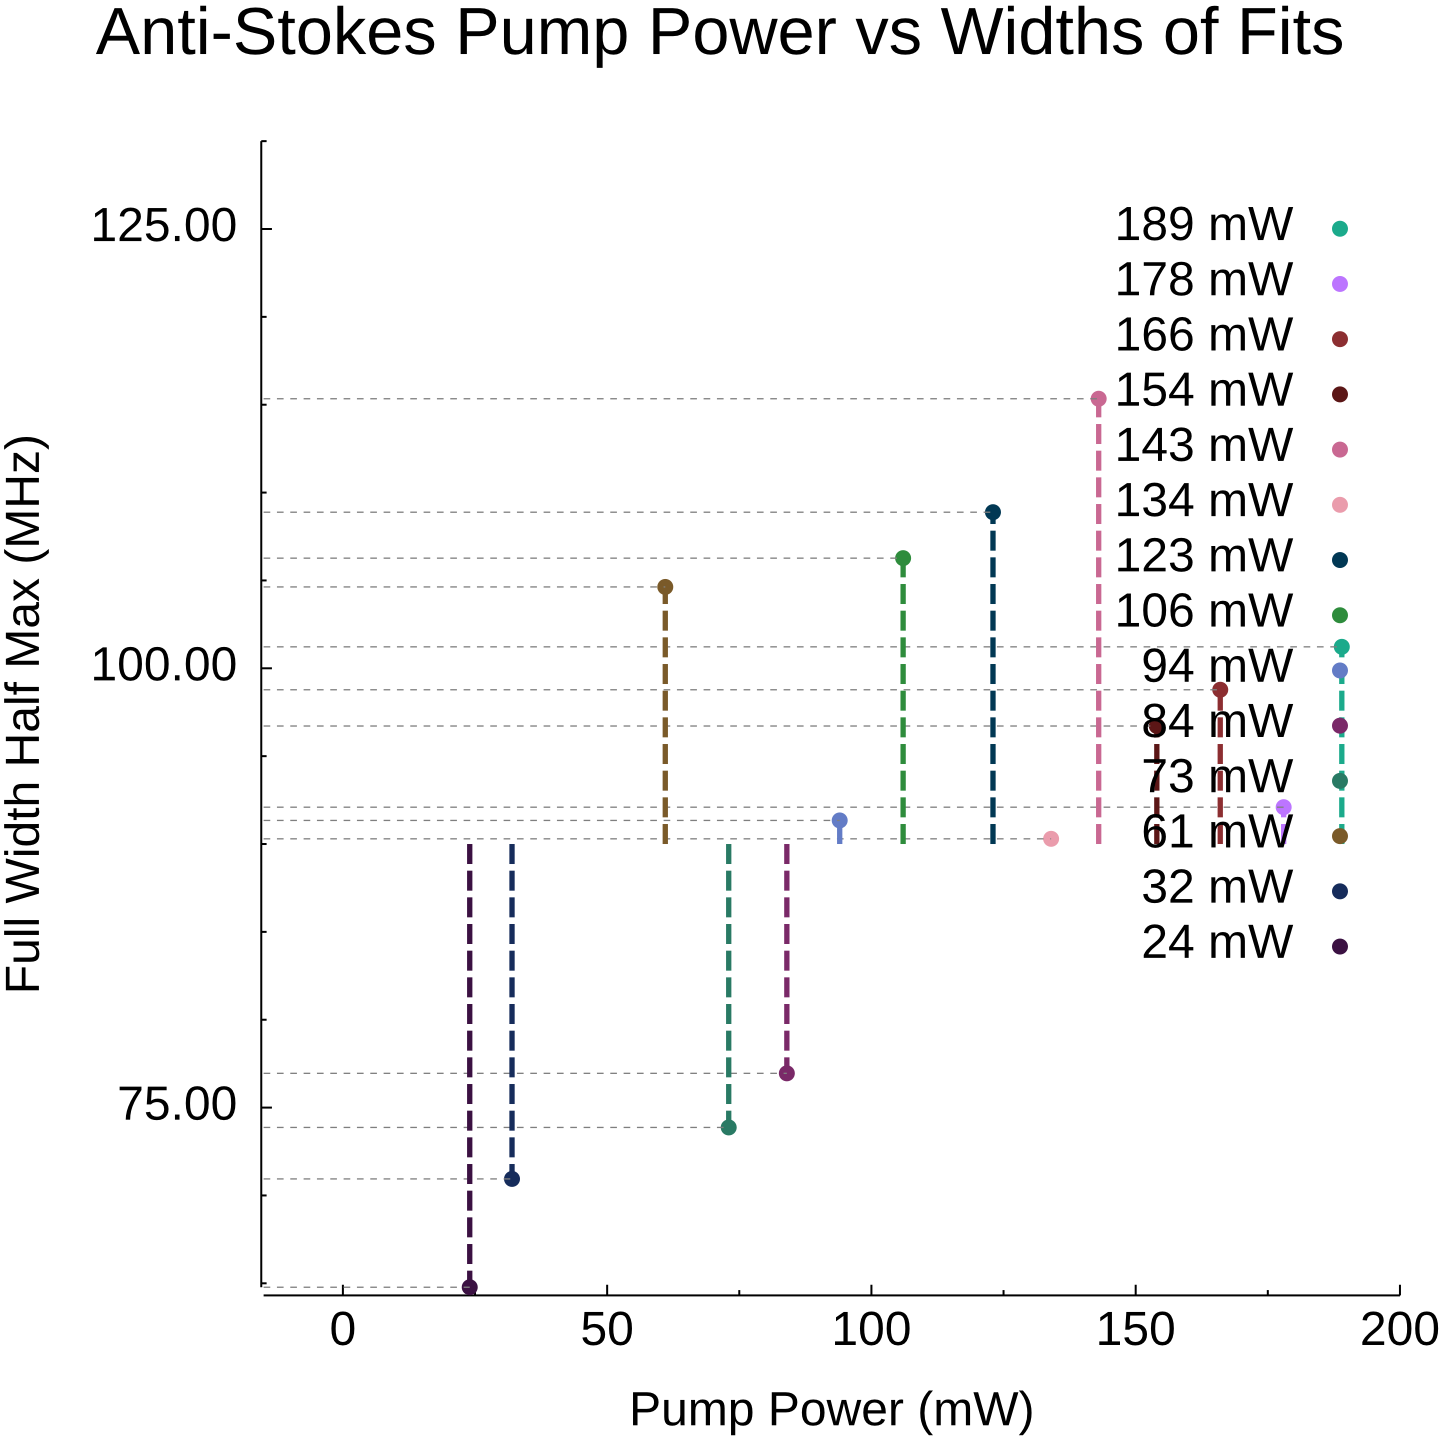 Anti-Stokes Pump Power vs Widths of Fits
Full Width Half Max (MHz)
125.00
100.00
75.00
189 mW
178 mW
166 mW
154 mW
143 mW
134 mW
123 mW
106 mW
94 mW
84 mW
73 mW
61 mW
32 mW
24 mW
0 50 100 150 200
Pump Power (mW)